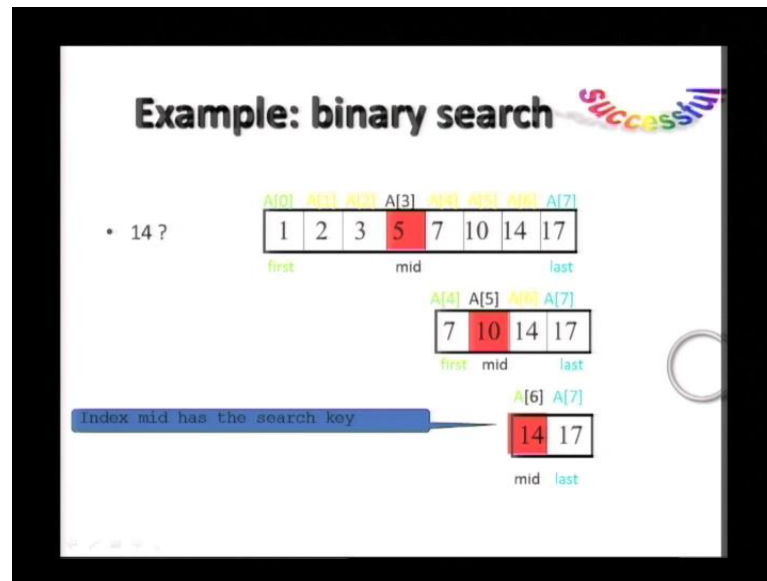 Example: binary search
Successful!
• 14 ?
A[0] A[1] A[2] A[3] A[4] A[5] A[6] A[7]
1 2 3 5 7 10 14 17
first mid last
A[4] A[5] A[6] A[7]
7 10 14 17
first mid last
A[6] A[7]
Index mid has the search key
14 17
mid last